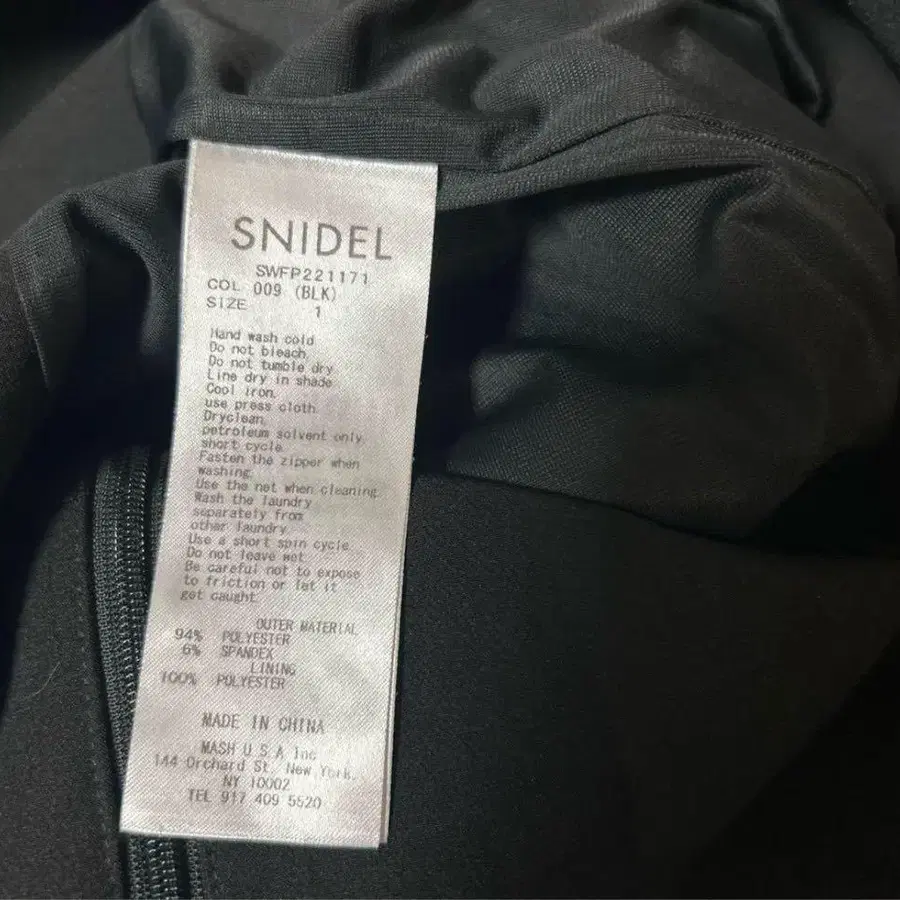 SNIDEL
SWFP221171
COL 009 (BLK)
SIZE 1
Hand wash cold
Do not bleach.
Do not tumble dry
Line dry in shade
Cool iron.
use press cloth.
Dryclean.
petroleum solvent only.
short cycle.
Fasten the zipper when
washing.
Use the net when cleaning.
Wash the laundry
separately from
other laundry.
Use a short spin cycle.
Do not leave wet.
Be careful not to expose
to friction or let it
get caught.
OUTER MATERIAL
94% POLYESTER
6% SPANDEX
LINING
100% POLYESTER
MADE IN CHINA
MASH U.S.A Inc
144 Orchard St, New York,
NY 10002
TEL 917 409 5520